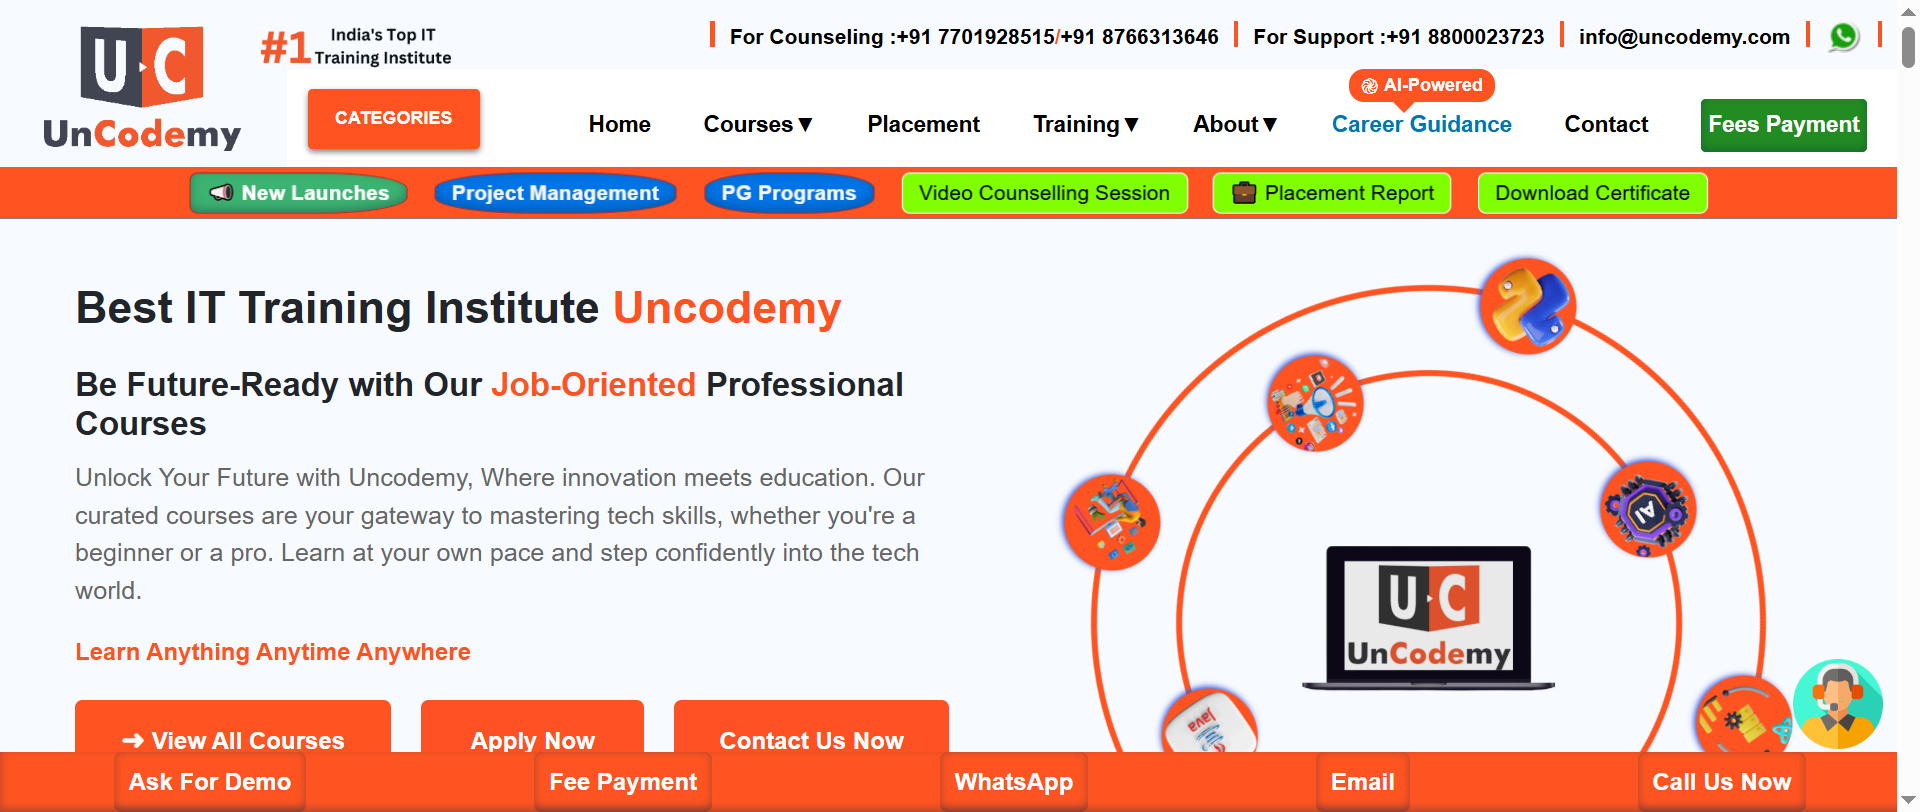 UC
UnCodemy
#1 India's Top IT
Training Institute
For Counseling :+91 7701928515/+91 8766313646
For Support :+91 8800023723
info@uncodemy.com
CATEGORIES
Home
Courses▼
Placement
Training▼
About▼
AI-Powered
Career Guidance
Contact
Fees Payment
New Launches
Project Management
PG Programs
Video Counselling Session
Placement Report
Download Certificate
Best IT Training Institute Uncodemy
Be Future-Ready with Our Job-Oriented Professional
Courses
Unlock Your Future with Uncodemy, Where innovation meets education. Our
curated courses are your gateway to mastering tech skills, whether you're a
beginner or a pro. Learn at your own pace and step confidently into the tech
world.
Learn Anything Anytime Anywhere
➜ View All Courses
Apply Now
Contact Us Now
AI
UC
UnCodemy
java
Ask For Demo
Fee Payment
WhatsApp
Email
Call Us Now